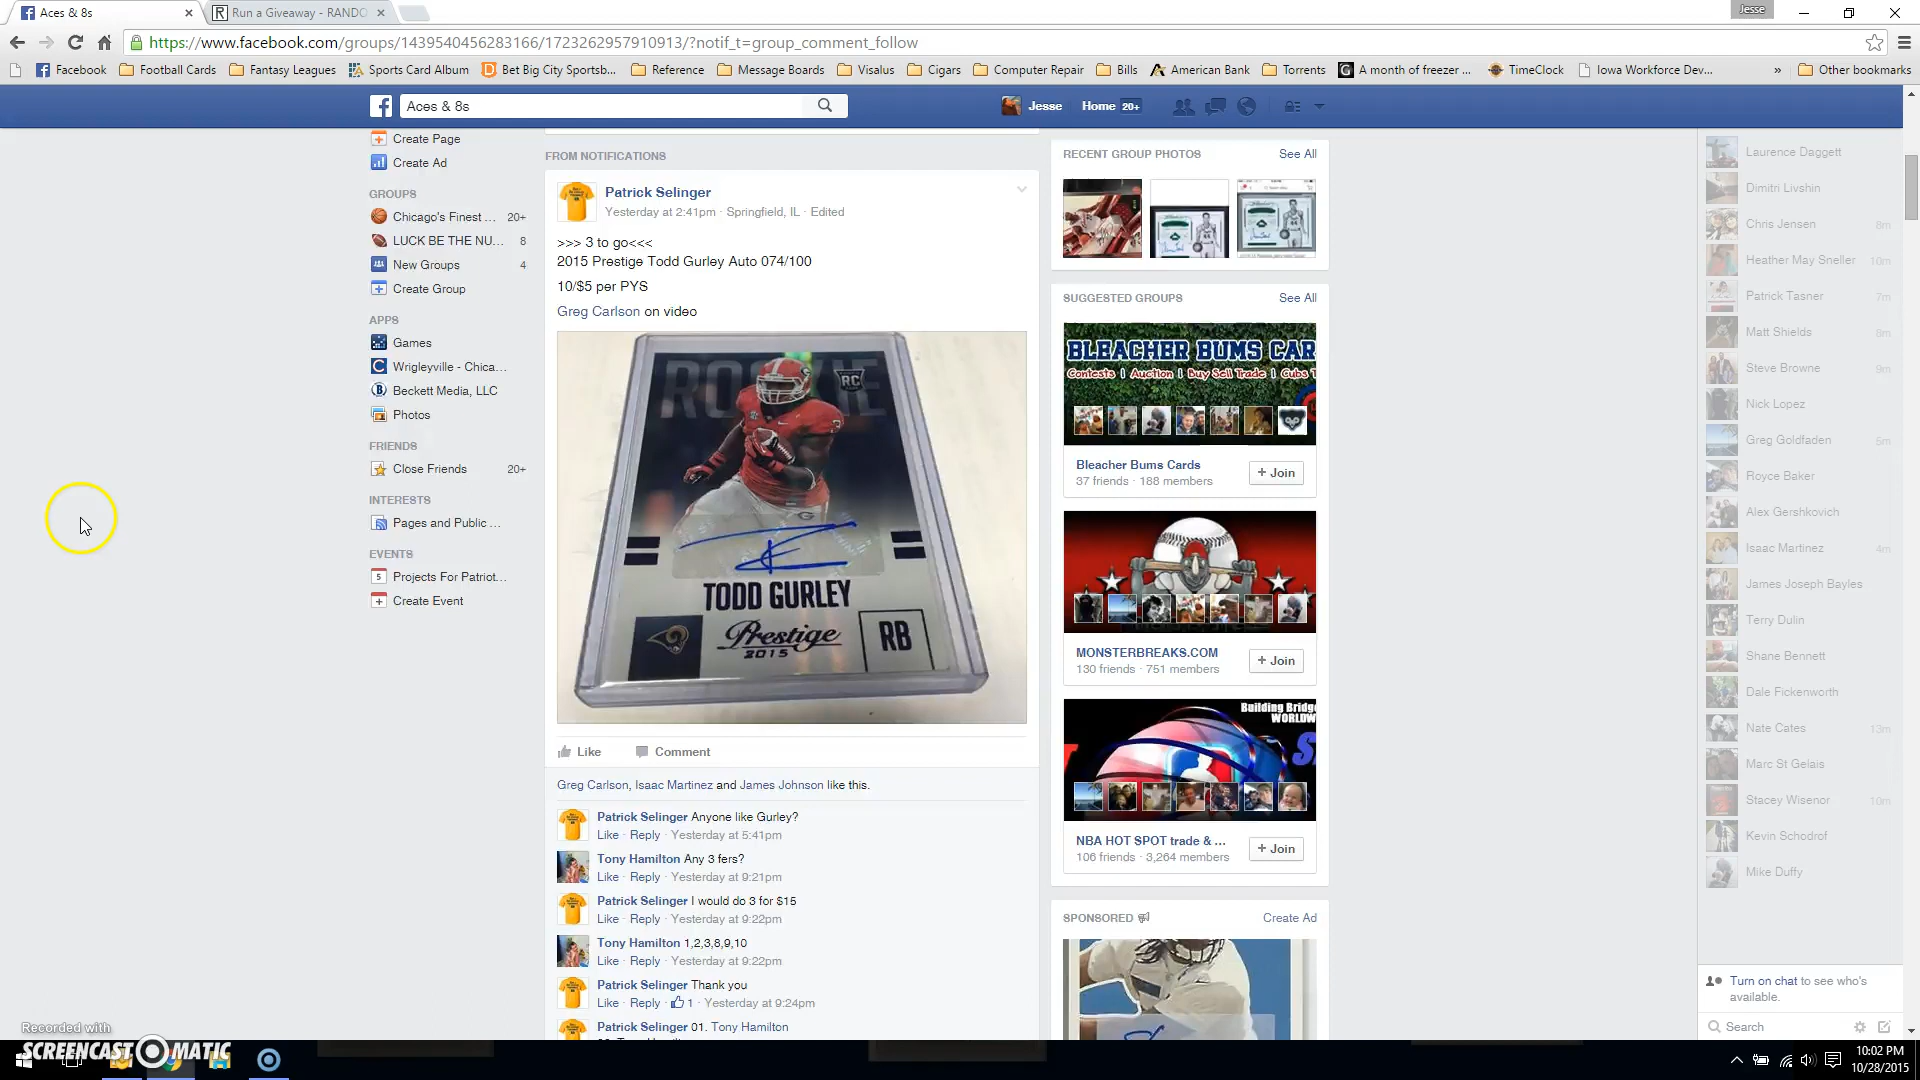 Aces & 8s
Run a Giveaway - RANDO
Jesse
https://www.facebook.com/groups/1439540456283166/1723262957910913/?notif_t=group_comment_follow
Facebook Football Cards Fantasy Leagues Sports Card Album Bet Big City Sportsb... Reference Message Boards Visalus Cigars Computer Repair Bills American Bank Torrents A month of freezer ... TimeClock Iowa Workforce Dev... » Other bookmarks
Aces & 8s
Jesse Home 20+
Create Page
Create Ad
GROUPS
Chicago's Finest ... 20+
LUCK BE THE NU... 8
New Groups 4
Create Group
APPS
Games
Wrigleyville - Chica...
Beckett Media, LLC
Photos
FRIENDS
Close Friends 20+
INTERESTS
Pages and Public ...
EVENTS
5 Projects For Patriot...
Create Event
FROM NOTIFICATIONS
Patrick Selinger
Yesterday at 2:41pm · Springfield, IL · Edited
>>> 3 to go<<<
2015 Prestige Todd Gurley Auto 074/100
10/$5 per PYS
Greg Carlson on video
ROOKIE
RC
TODD GURLEY
Prestige
2015
RB
Like Comment
Greg Carlson, Isaac Martinez and James Johnson like this.
Patrick Selinger Anyone like Gurley?
Like · Reply · Yesterday at 5:41pm
Tony Hamilton Any 3 fers?
Like · Reply · Yesterday at 9:21pm
Patrick Selinger I would do 3 for $15
Like · Reply · Yesterday at 9:22pm
Tony Hamilton 1,2,3,8,9,10
Like · Reply · Yesterday at 9:22pm
Patrick Selinger Thank you
Like · Reply · 1 · Yesterday at 9:24pm
Patrick Selinger 01. Tony Hamilton
RECENT GROUP PHOTOS See All
SUGGESTED GROUPS See All
BLEACHER BUMS CAR
Contests | Auction | Buy Sell Trade | Cubs T
Bleacher Bums Cards
37 friends · 188 members
+ Join
MONSTERBREAKS.COM
130 friends · 751 members
+ Join
Building Bridg
WORLDW
NBA HOT SPOT trade & ...
106 friends · 3,264 members
+ Join
SPONSORED Create Ad
Laurence Daggett
Dimitri Livshin
Chris Jensen 8m
Heather May Sneller 10m
Patrick Tasner 7m
Matt Shields 8m
Steve Browne 9m
Nick Lopez
Greg Goldfaden 5m
Royce Baker
Alex Gershkovich
Isaac Martinez 4m
James Joseph Bayles
Terry Dulin
Shane Bennett
Dale Fickenworth
Nate Cates 13m
Marc St Gelais
Stacey Wisenor 10m
Kevin Schodrof
Mike Duffy
Turn on chat to see who's
available.
Search
Recorded with
SCREENCAST-O-MATIC
10:02 PM
10/28/2015